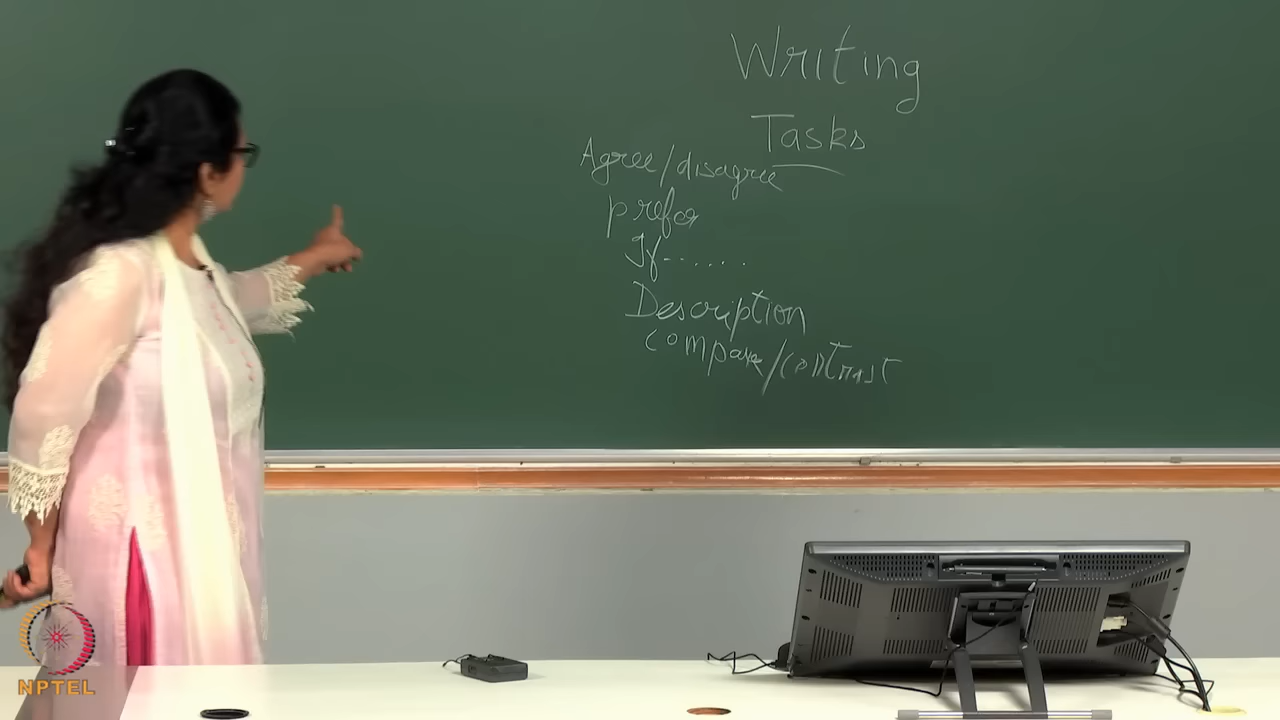 Writing
Tasks
Agree/disagree
prefer
If.......
Description
compare/contrast
NPTEL